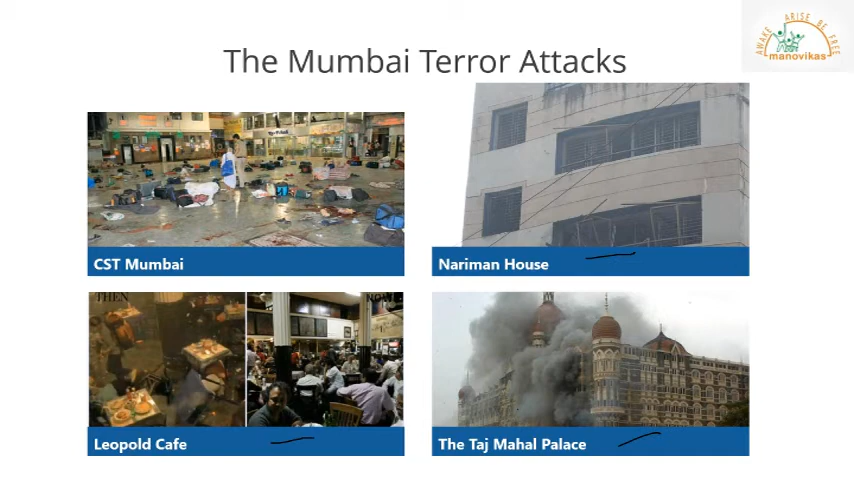 AWAKE ARISE BE FREE
manovikas
The Mumbai Terror Attacks
CST Mumbai
Nariman House
THEN
NOW
Leopold Cafe
The Taj Mahal Palace